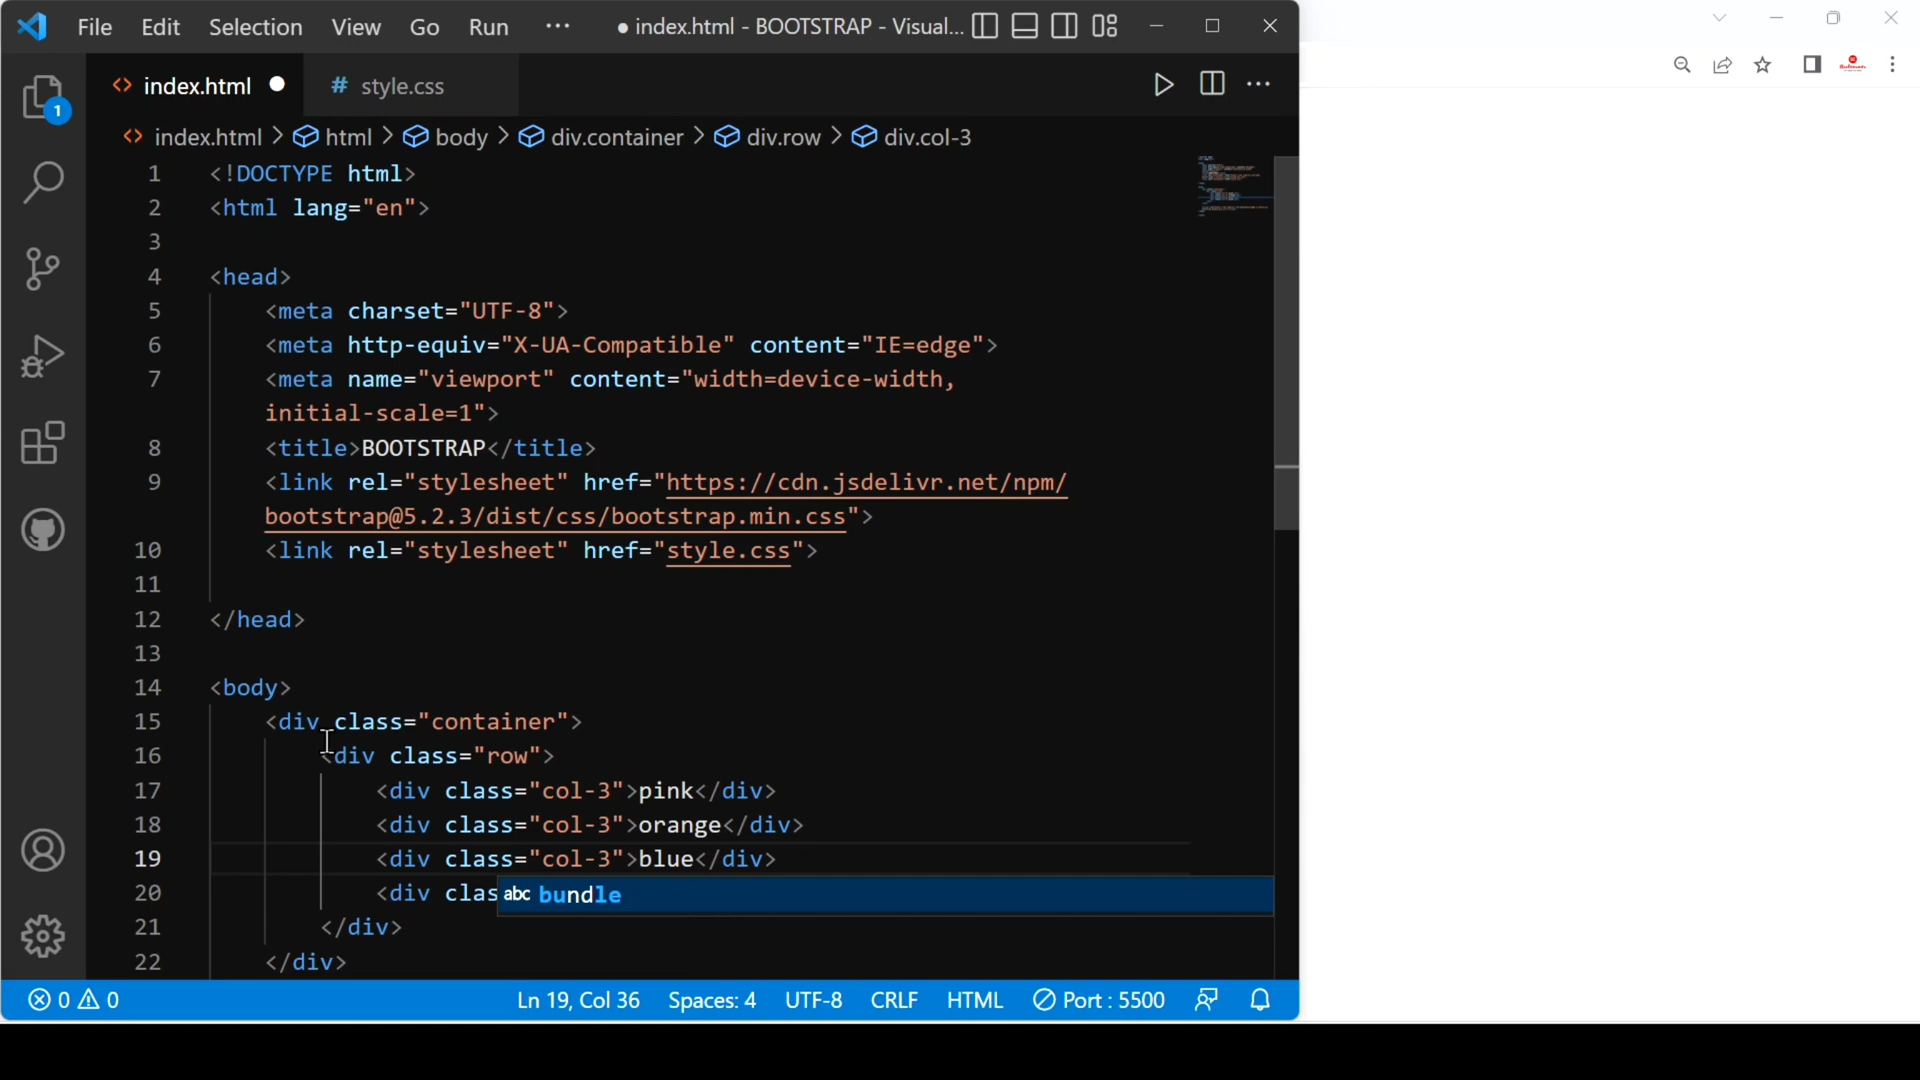 File Edit Selection View Go Run ··· ● index.html - BOOTSTRAP - Visual...
index.html ● # style.css
index.html > html > body > div.container > div.row > div.col-3
1 <!DOCTYPE html>
2 <html lang="en">
3
4 <head>
5 <meta charset="UTF-8">
6 <meta http-equiv="X-UA-Compatible" content="IE=edge">
7 <meta name="viewport" content="width=device-width,
initial-scale=1">
8 <title>BOOTSTRAP</title>
9 <link rel="stylesheet" href="https://cdn.jsdelivr.net/npm/
bootstrap@5.2.3/dist/css/bootstrap.min.css">
10 <link rel="stylesheet" href="style.css">
11
12 </head>
13
14 <body>
15 <div class="container">
16 <div class="row">
17 <div class="col-3">pink</div>
18 <div class="col-3">orange</div>
19 <div class="col-3">blue</div>
20 <div clas abc bundle
21 </div>
22 </div>
1
0 0 Ln 19, Col 36 Spaces: 4 UTF-8 CRLF HTML Port : 5500